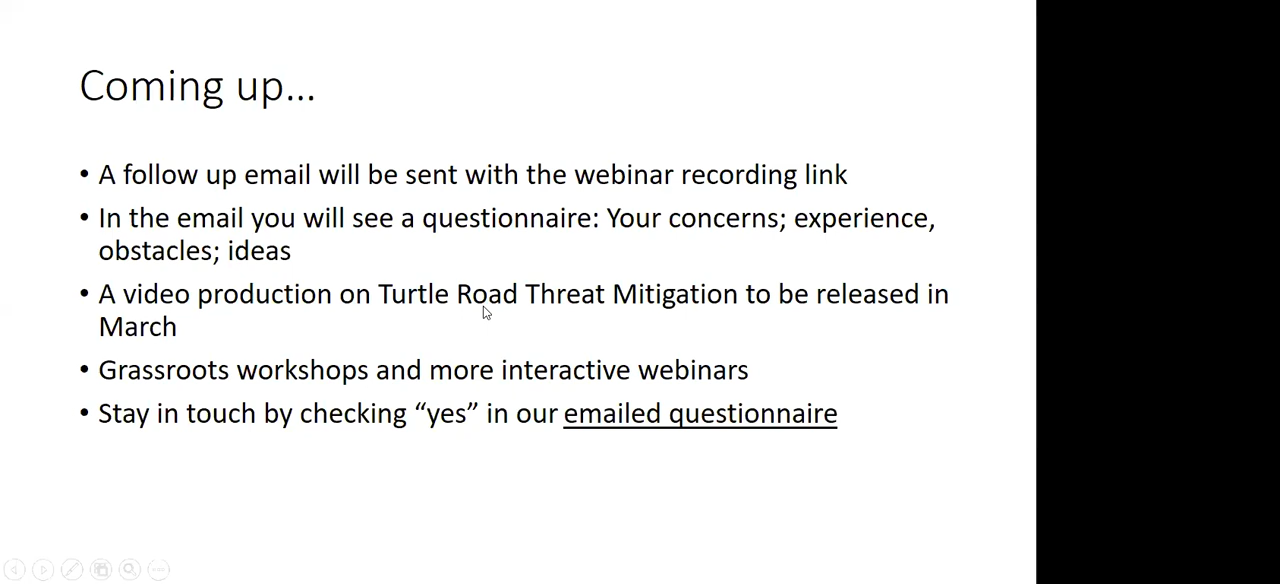 Coming up...
• A follow up email will be sent with the webinar recording link
• In the email you will see a questionnaire: Your concerns; experience,
obstacles; ideas
• A video production on Turtle Road Threat Mitigation to be released in
March
• Grassroots workshops and more interactive webinars
• Stay in touch by checking “yes” in our emailed questionnaire